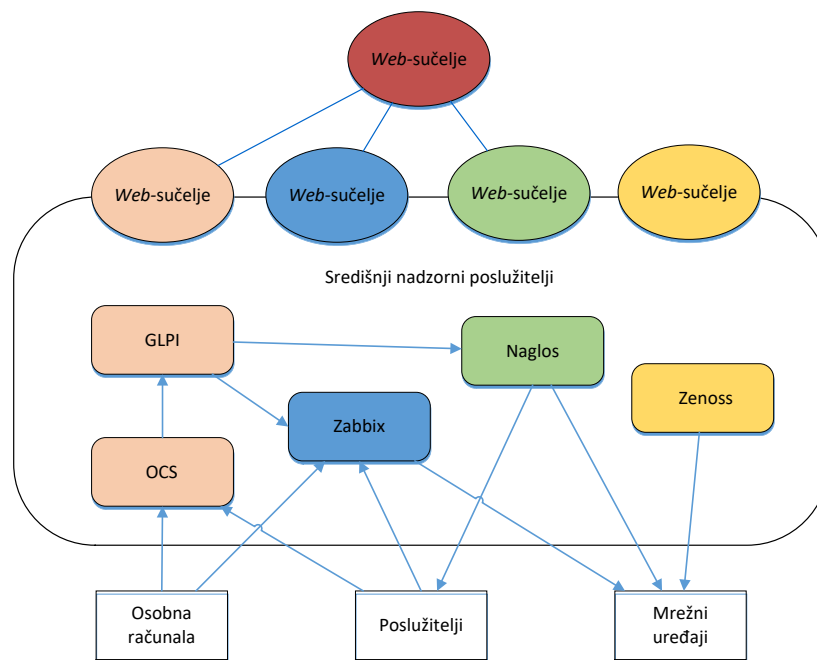 Web-sučelje
Web-sučelje
Web-sučelje
Web-sučelje
Web-sučelje
Središnji nadzorni poslužitelji
GLPI
Naglos
Zenoss
Zabbix
OCS
Osobna
računala
Poslužitelji
Mrežni
uređaji